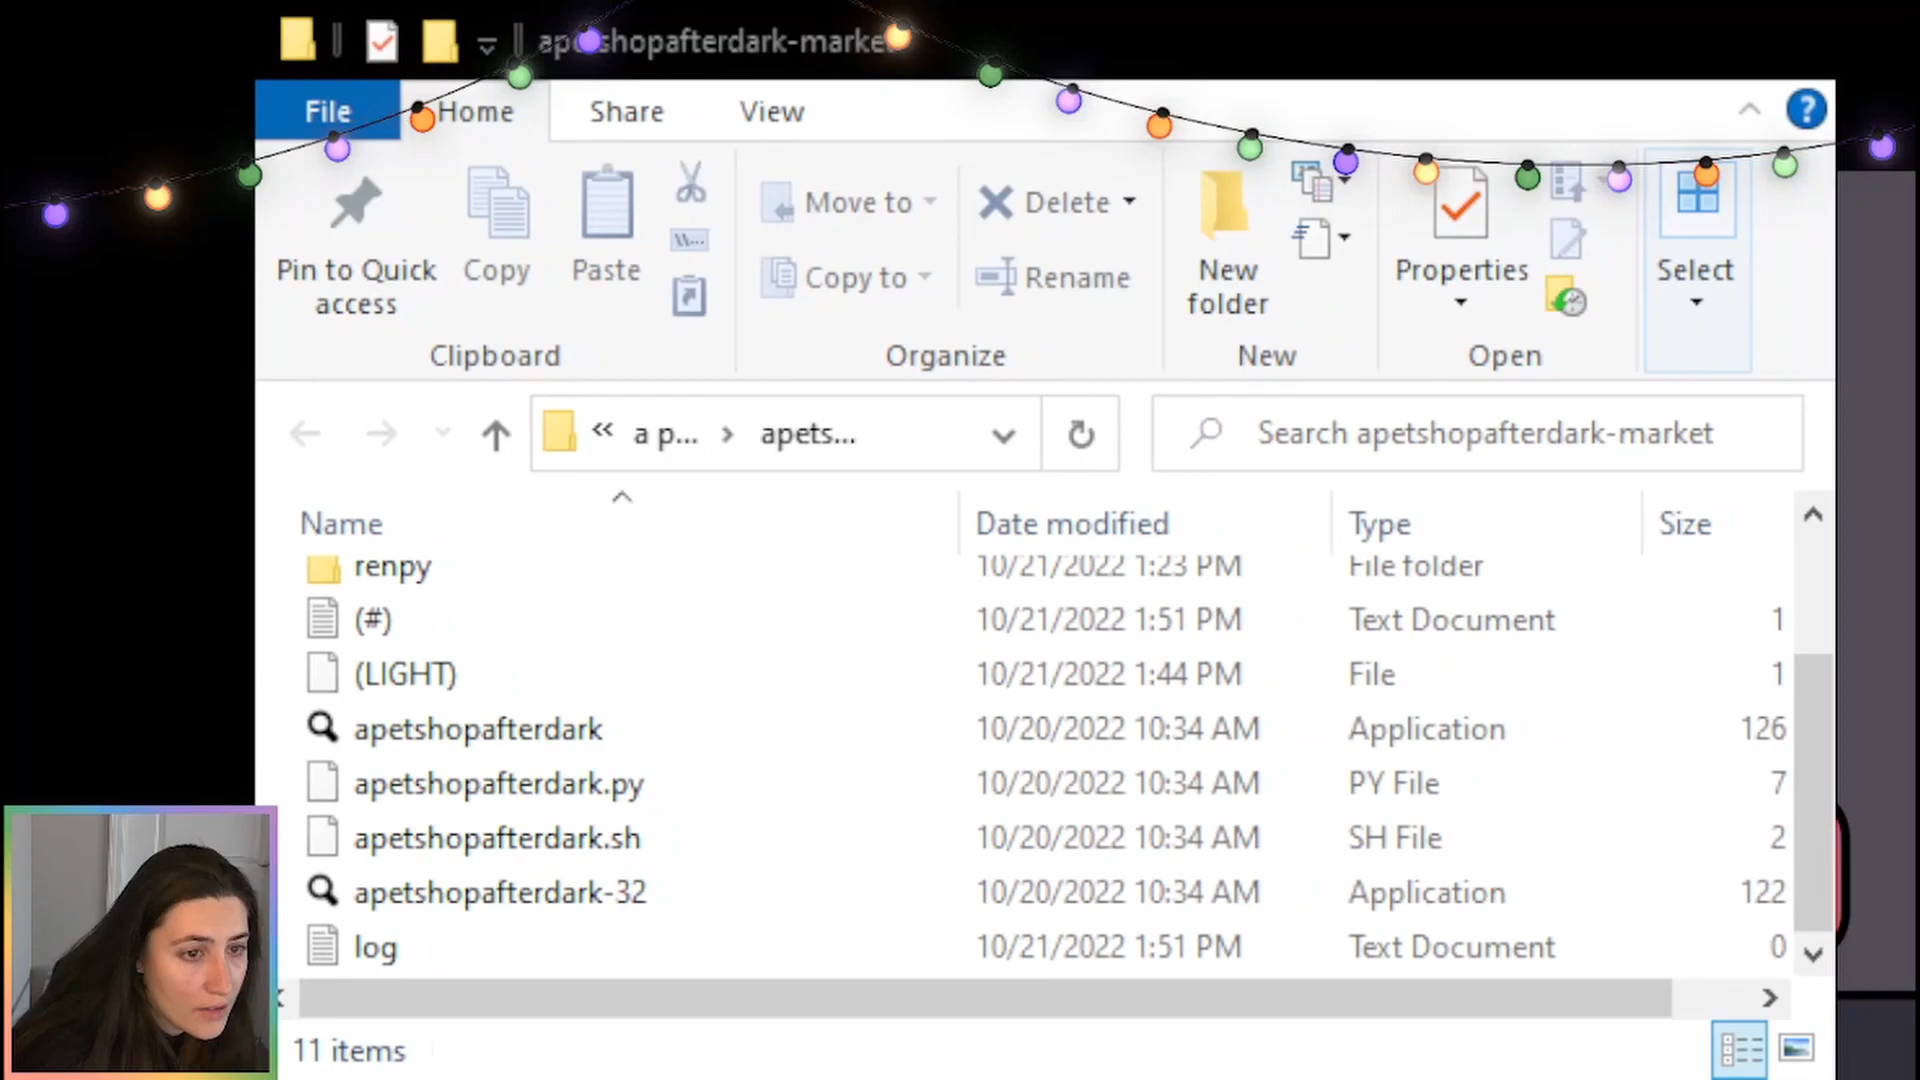 apetshopafterdark-market
File Home Share View
Pin to Quick access
Copy
Paste
Move to
Copy to
Delete
Rename
New folder
Properties
Select
Clipboard Organize New Open
« a p... › apets...
Search apetshopafterdark-market
Name Date modified Type Size
renpy 10/21/2022 1:23 PM File folder
(#) 10/21/2022 1:51 PM Text Document 1
(LIGHT) 10/21/2022 1:44 PM File 1
apetshopafterdark 10/20/2022 10:34 AM Application 126
apetshopafterdark.py 10/20/2022 10:34 AM PY File 7
apetshopafterdark.sh 10/20/2022 10:34 AM SH File 2
apetshopafterdark-32 10/20/2022 10:34 AM Application 122
log 10/21/2022 1:51 PM Text Document 0
11 items